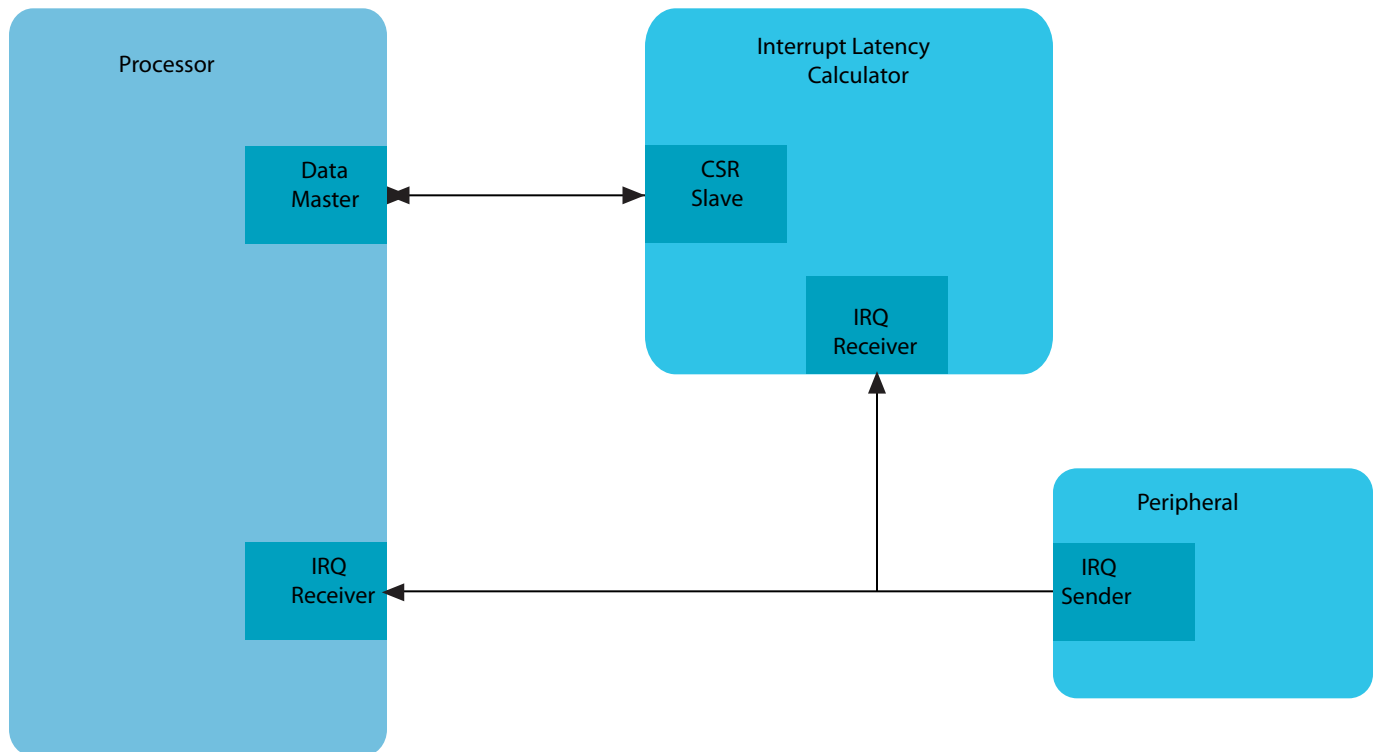 Processor
Interrupt Latency
Calculator
Data
Master
CSR
Slave
IRQ
Receiver
Peripheral
IRQ
Receiver
IRQ
Sender